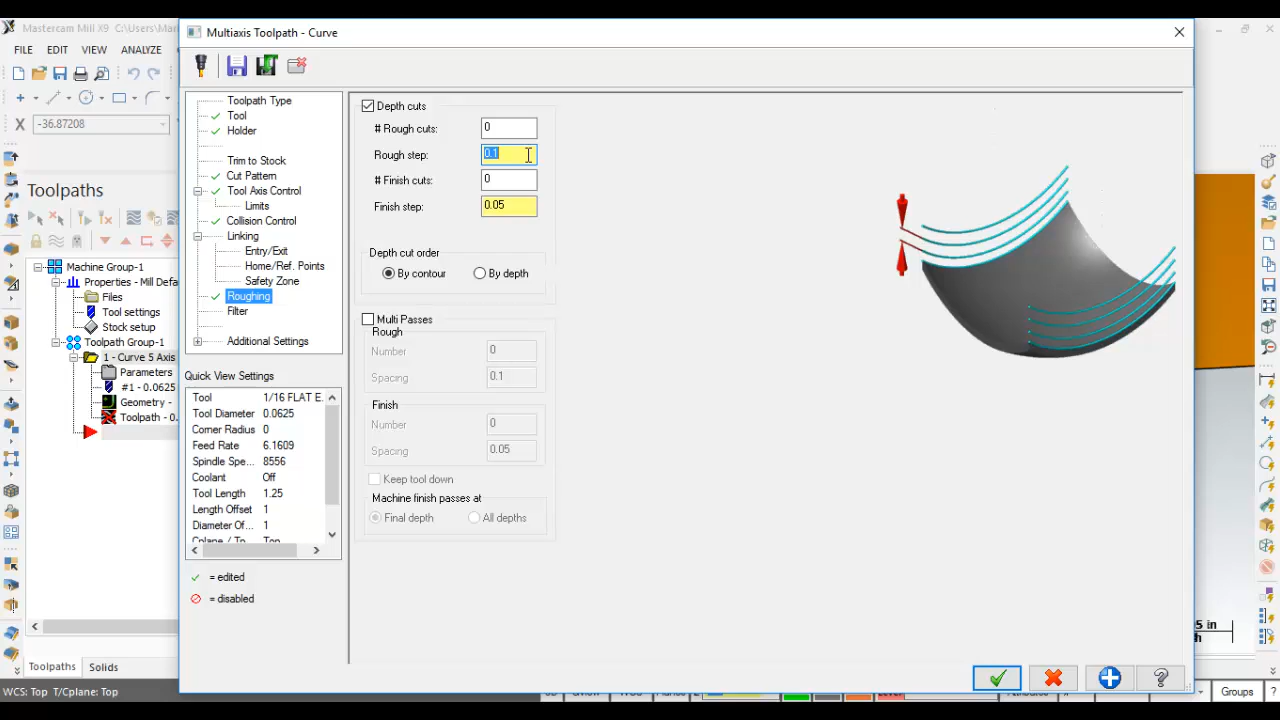 Mastercam Mill X9 C:\Users\Mar
Multiaxis Toolpath - Curve
FILE EDIT VIEW ANALYZE
X -36.87208
Toolpaths
Machine Group-1
Properties - Mill Def
Files
Tool settings
Stock setup
Toolpath Group-1
1 - Curve 5 Axis
Parameters
#1 - 0.0625
Geometry -
Toolpath - 0.
Toolpaths Solids
WCS: Top T/Cplane: Top
Toolpath Type
Tool
Holder
Trim to Stock
Cut Pattern
Tool Axis Control
Limits
Collision Control
Linking
Entry/Exit
Home/Ref. Points
Safety Zone
Roughing
Filter
Additional Settings
Quick View Settings
Tool 1/16 FLAT E.
Tool Diameter 0.0625
Corner Radius 0
Feed Rate 6.1609
Spindle Spe... 8556
Coolant Off
Tool Length 1.25
Length Offset 1
Diameter Of... 1
Cplane / Tp... Top
= edited
= disabled
Depth cuts
# Rough cuts: 0
Rough step: 0.1
# Finish cuts: 0
Finish step: 0.05
Depth cut order
By contour By depth
Multi Passes
Rough
Number 0
Spacing 0.1
Finish
Number 0
Spacing 0.05
Keep tool down
Machine finish passes at
Final depth All depths
5 in
Groups ?